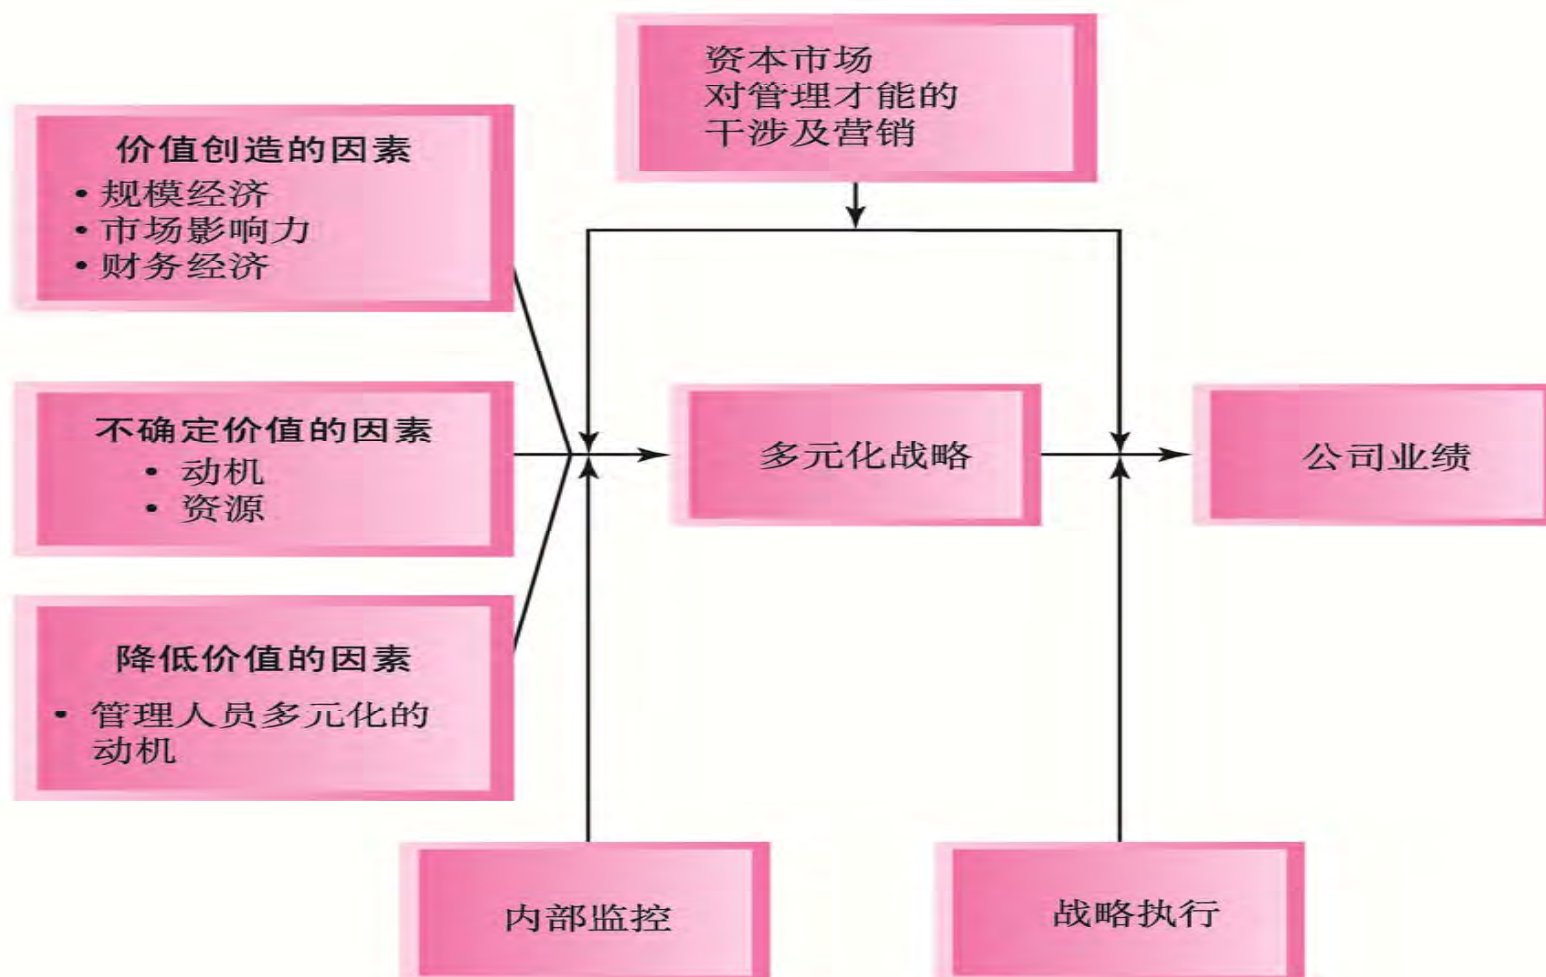 资本市场
对管理才能的
干涉及营销
价值创造的因素
• 规模经济
• 市场影响力
• 财务经济
不确定价值的因素
• 动机
• 资源
多元化战略
公司业绩
降低价值的因素
• 管理人员多元化的
动机
内部监控
战略执行